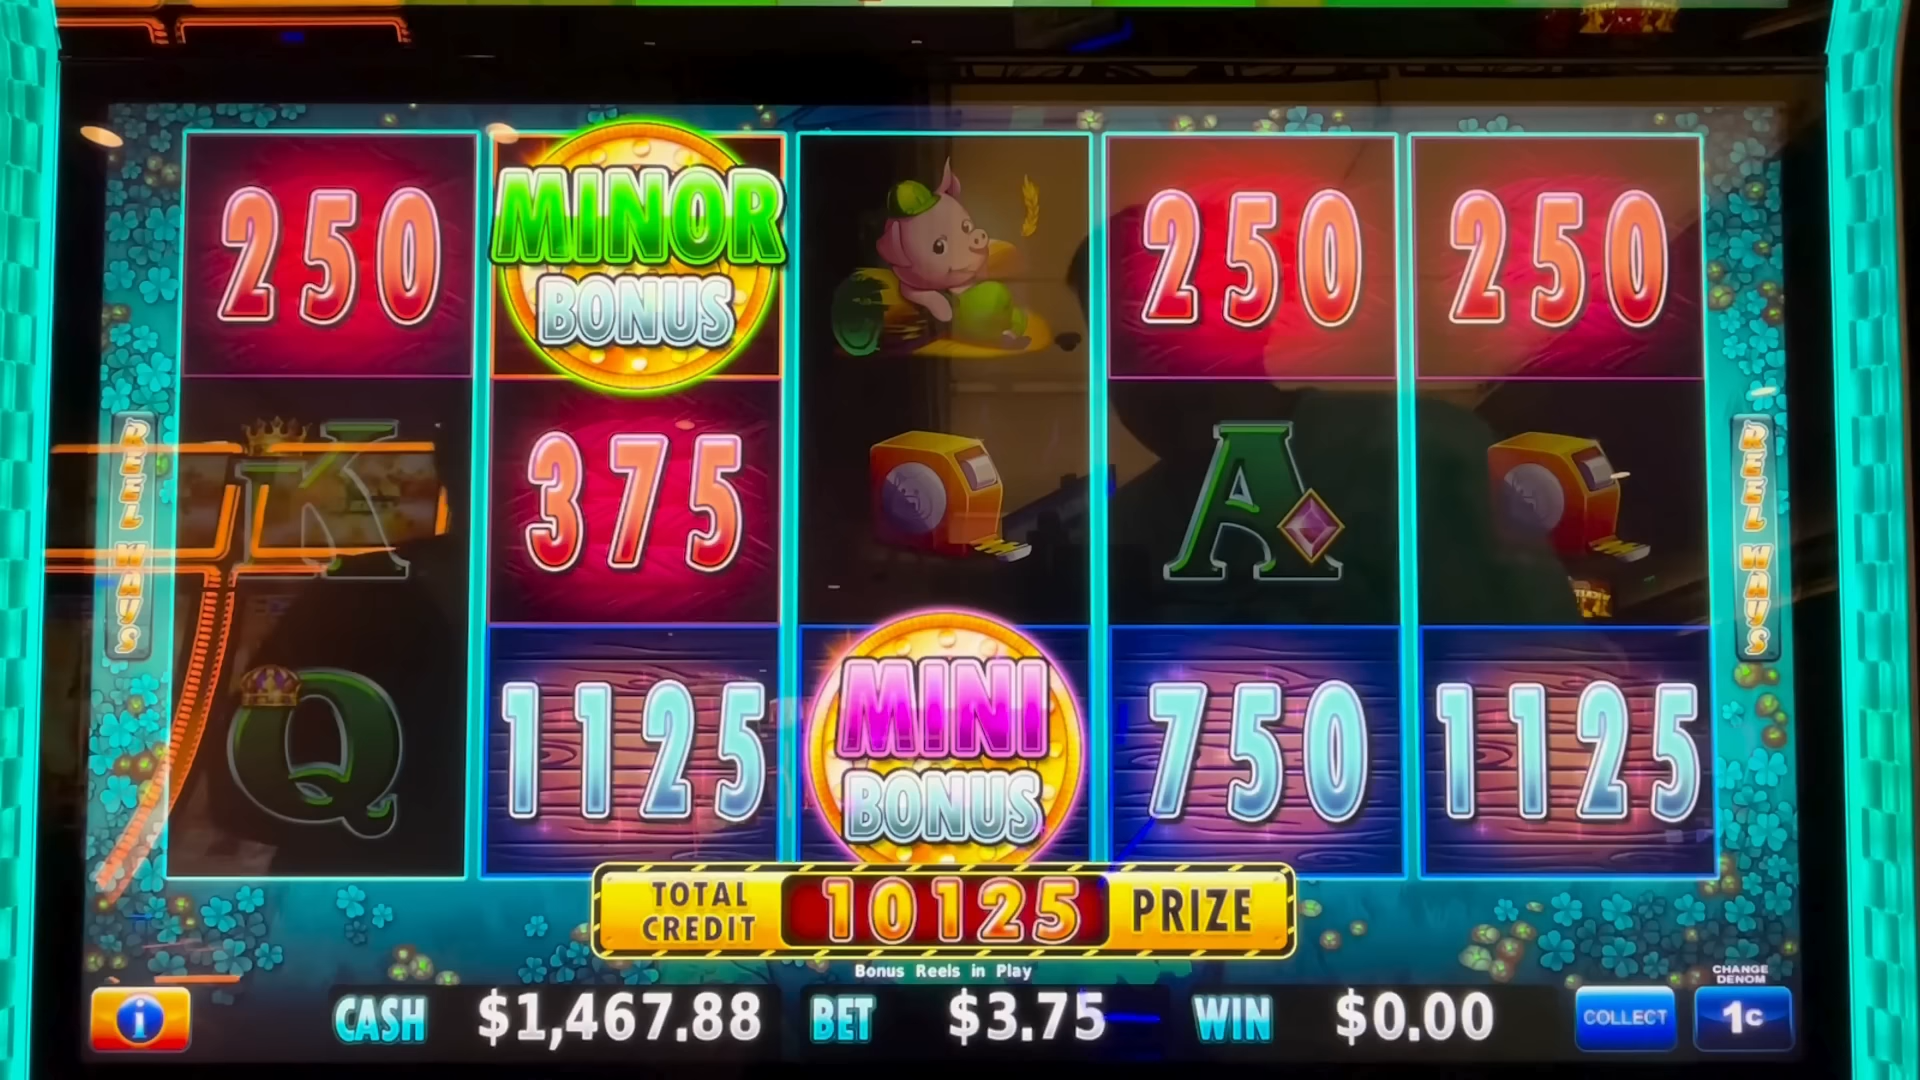 250
MINOR
BONUS
250
250
K
375
A
REEL WAYS
REEL WAYS
Q
1125
MINI
BONUS
750
1125
TOTAL
CREDIT
10125
PRIZE
Bonus Reels in Play
CHANGE
DENOM
i
CASH $1,467.88 BET $3.75 WIN $0.00
COLLECT
1¢